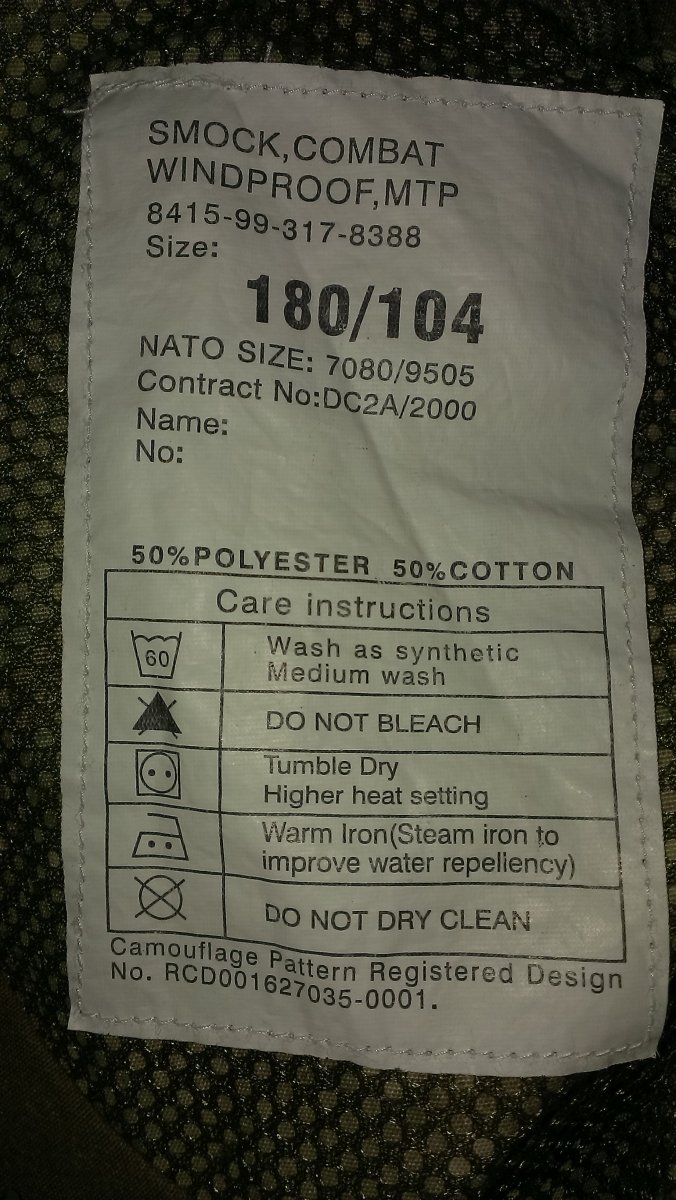 SMOCK,COMBAT
WINDPROOF,MTP
8415-99-317-8388
Size:
180/104
NATO SIZE: 7080/9505
Contract No:DC2A/2000
Name:
No:
50%POLYESTER 50%COTTON
Care instructions
60
Wash as synthetic
Medium wash
DO NOT BLEACH
Tumble Dry
Higher heat setting
Warm Iron(Steam iron to
improve water repellency)
DO NOT DRY CLEAN
Camouflage Pattern Registered Design
No. RCD001627035-0001.